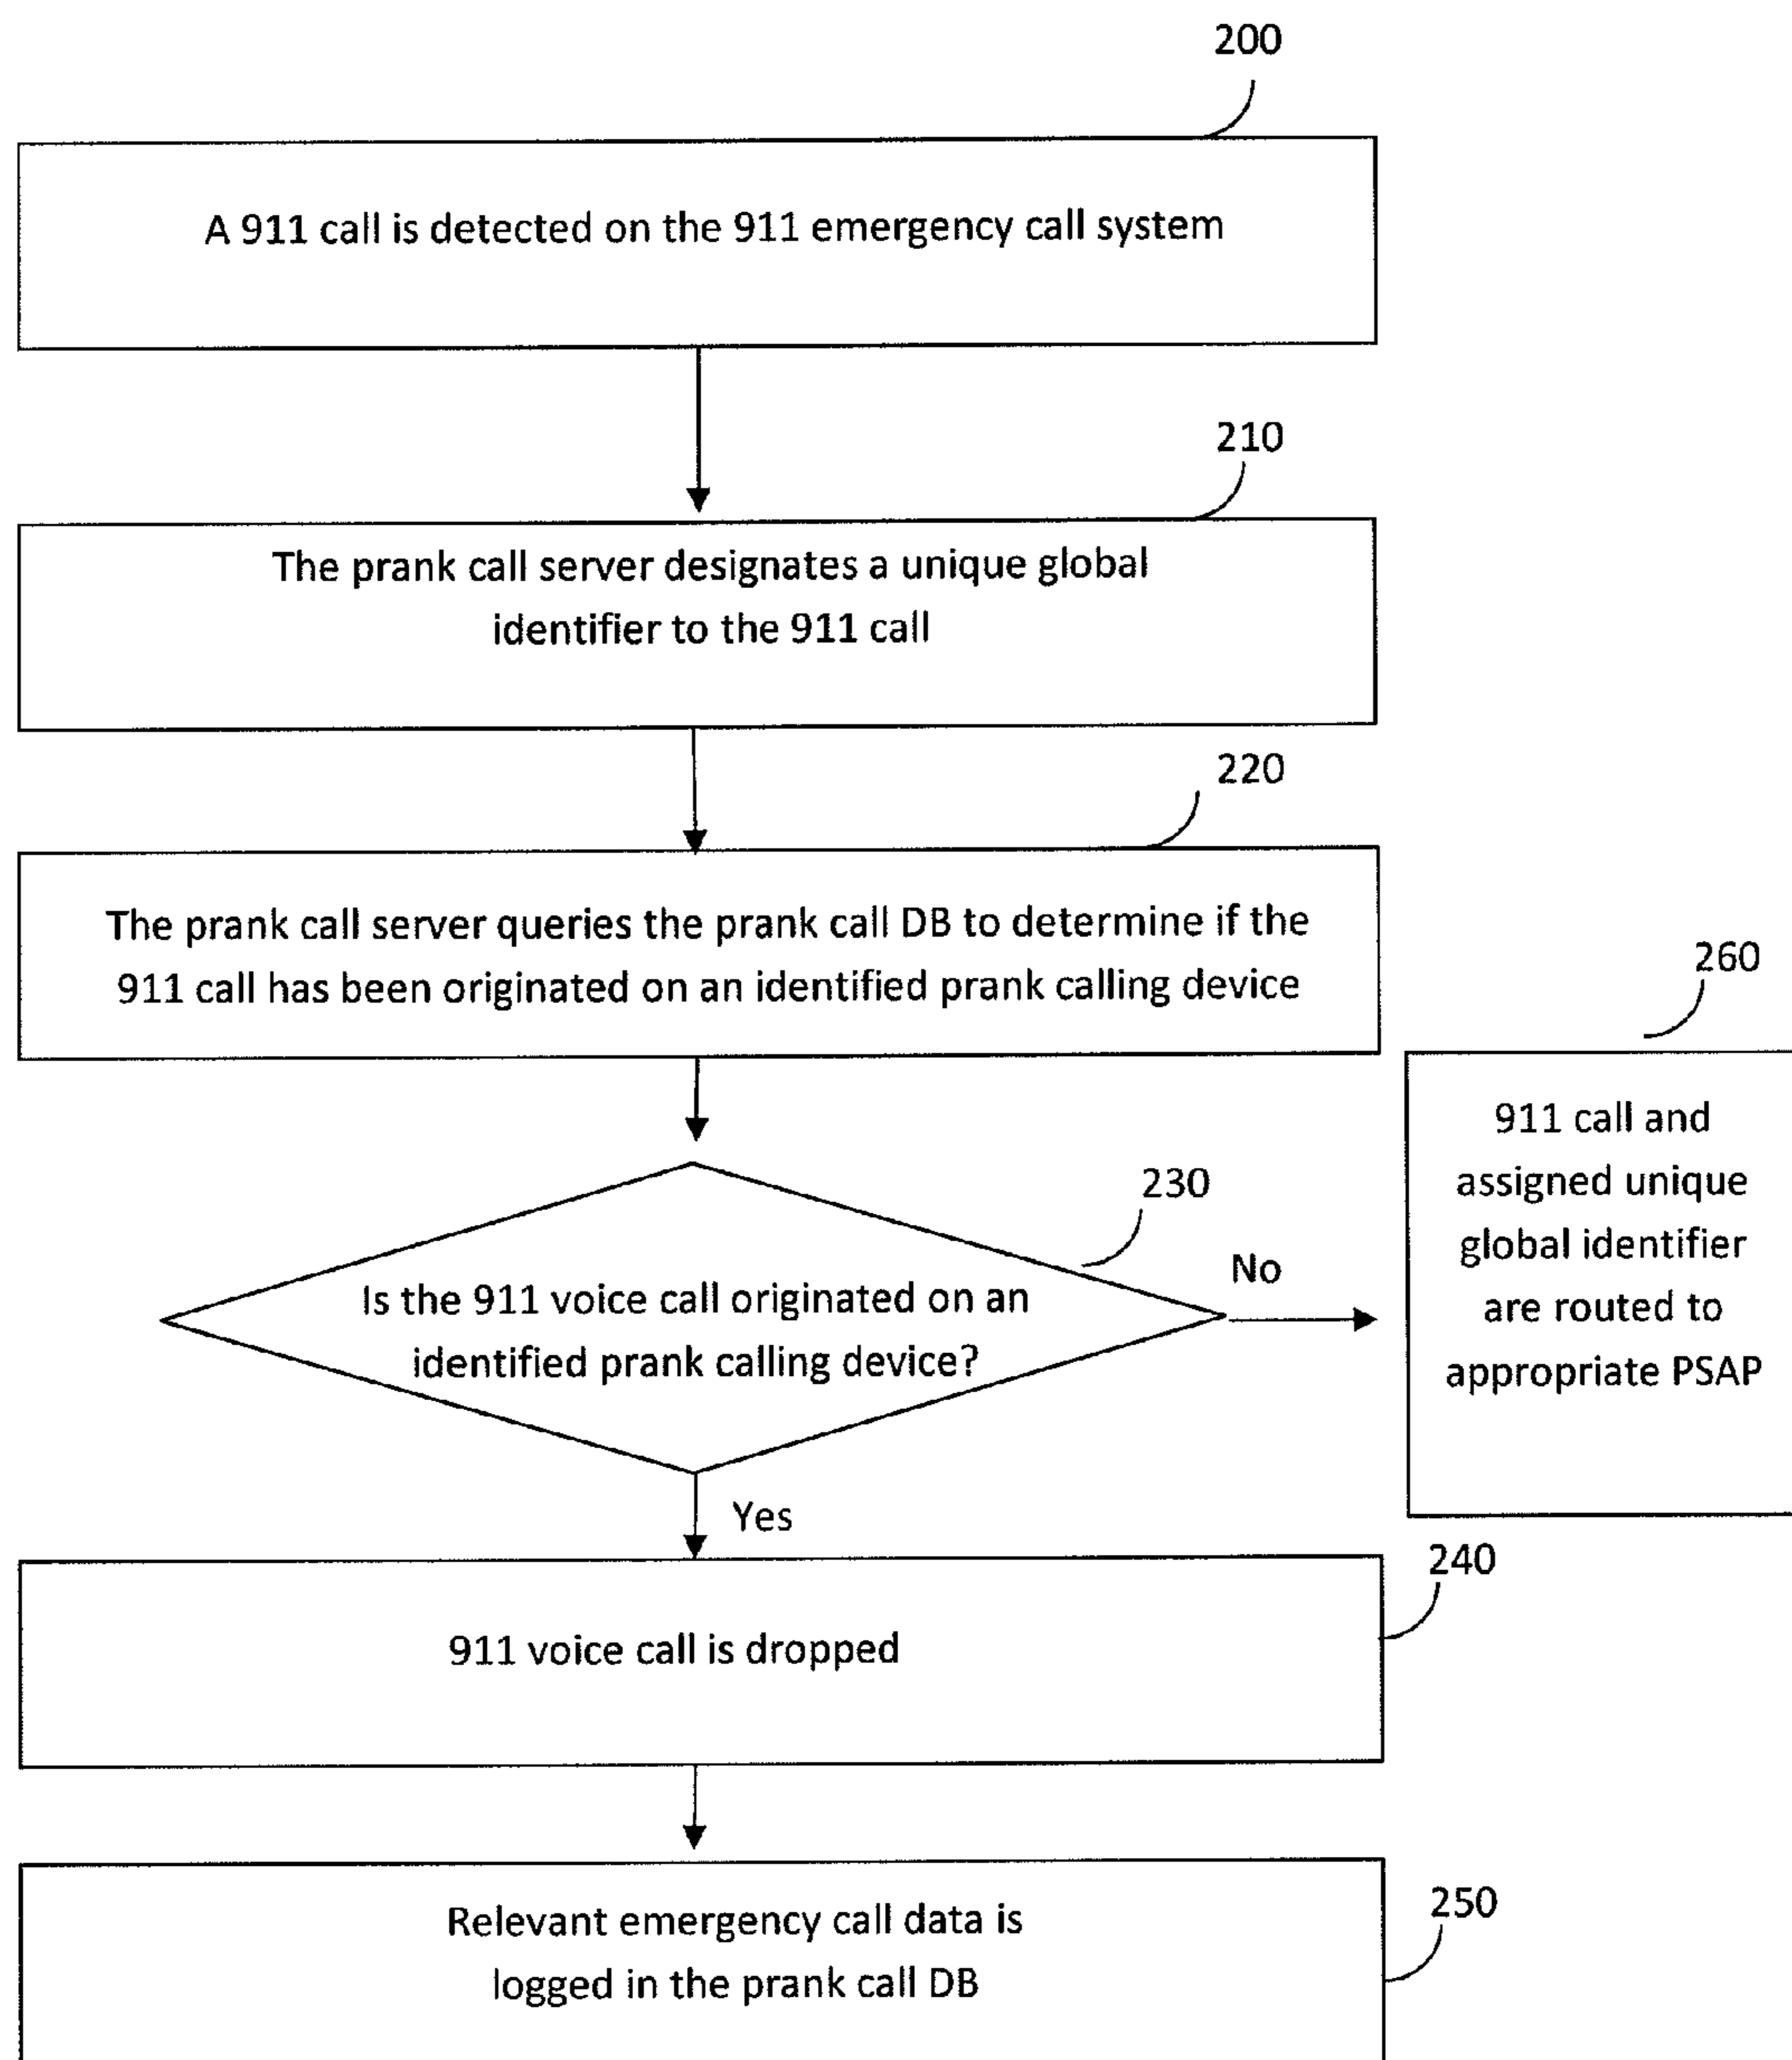 200
A 911 call is detected on the 911 emergency call system
210
The prank call server designates a unique global
identifier to the 911 call
220
The prank call server queries the prank call DB to determine if the
911 call has been originated on an identified prank calling device
260
911 call and
assigned unique
global identifier
are routed to
appropriate PSAP
230
Is the 911 voice call originated on an
identified prank calling device?
No
Yes
240
911 voice call is dropped
250
Relevant emergency call data is
logged in the prank call DB